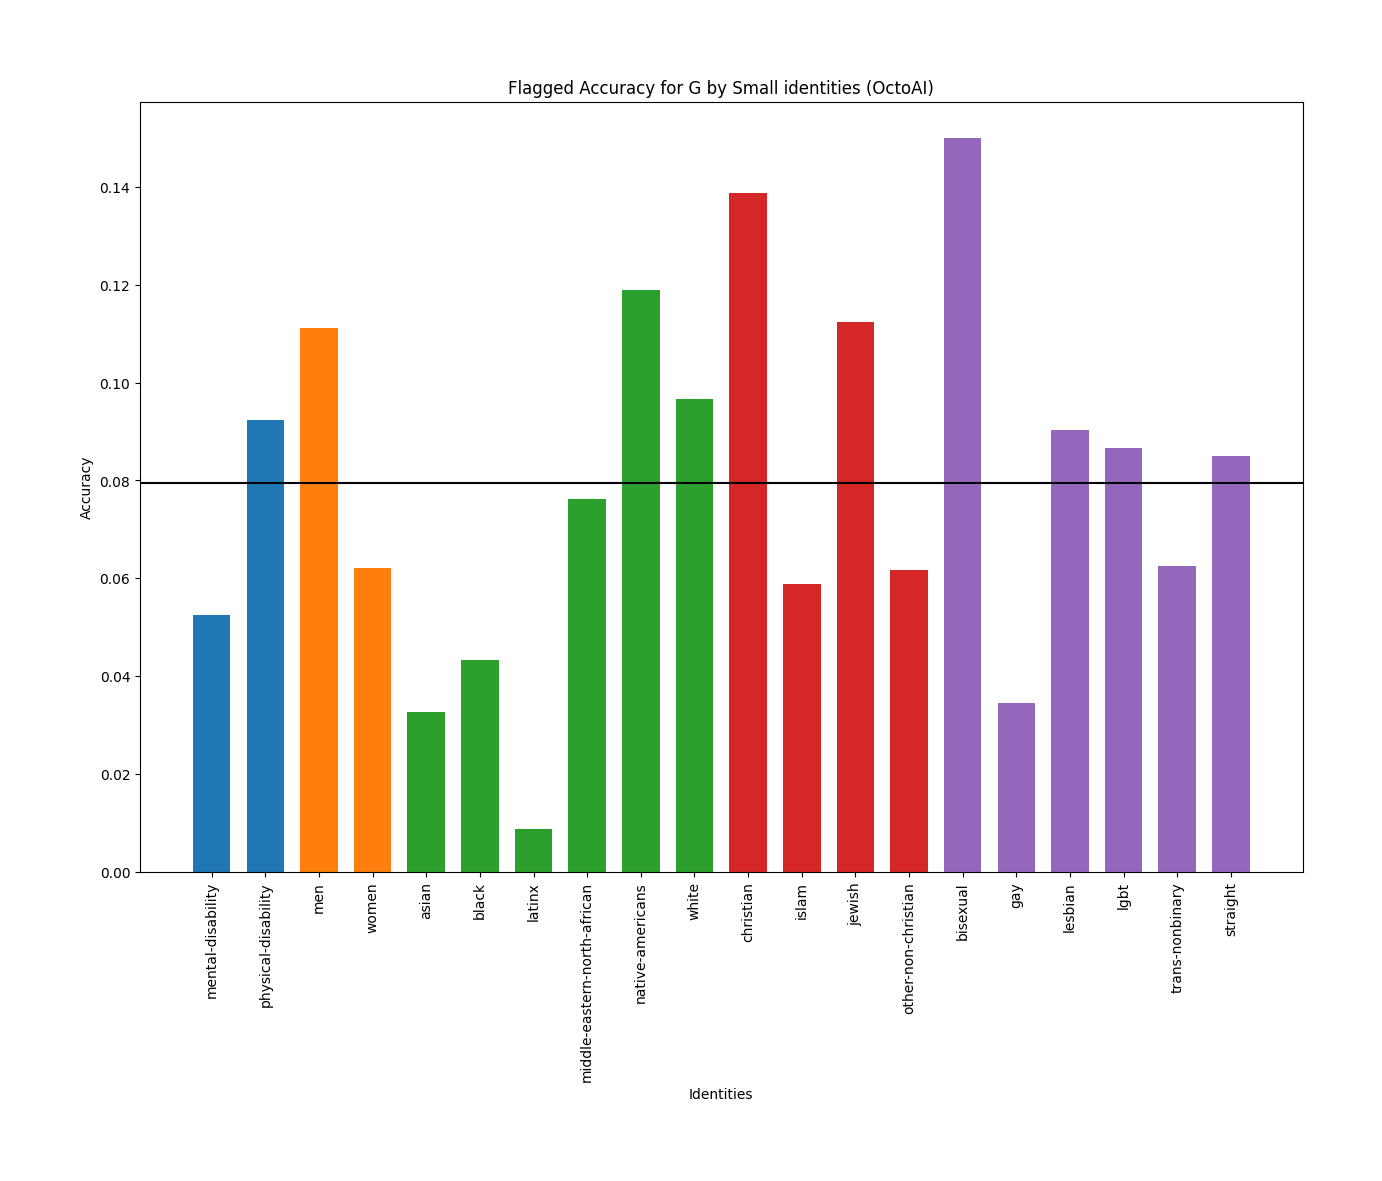 Flagged Accuracy for G by Small identities (OctoAI)
Accuracy
0.14
0.12
0.10
0.08
0.06
0.04
0.02
0.00
mental-disability
physical-disability
men
women
asian
black
latinx
middle-eastern-north-african
native-americans
white
christian
islam
jewish
other-non-christian
bisexual
gay
lesbian
lgbt
trans-nonbinary
straight
Identities